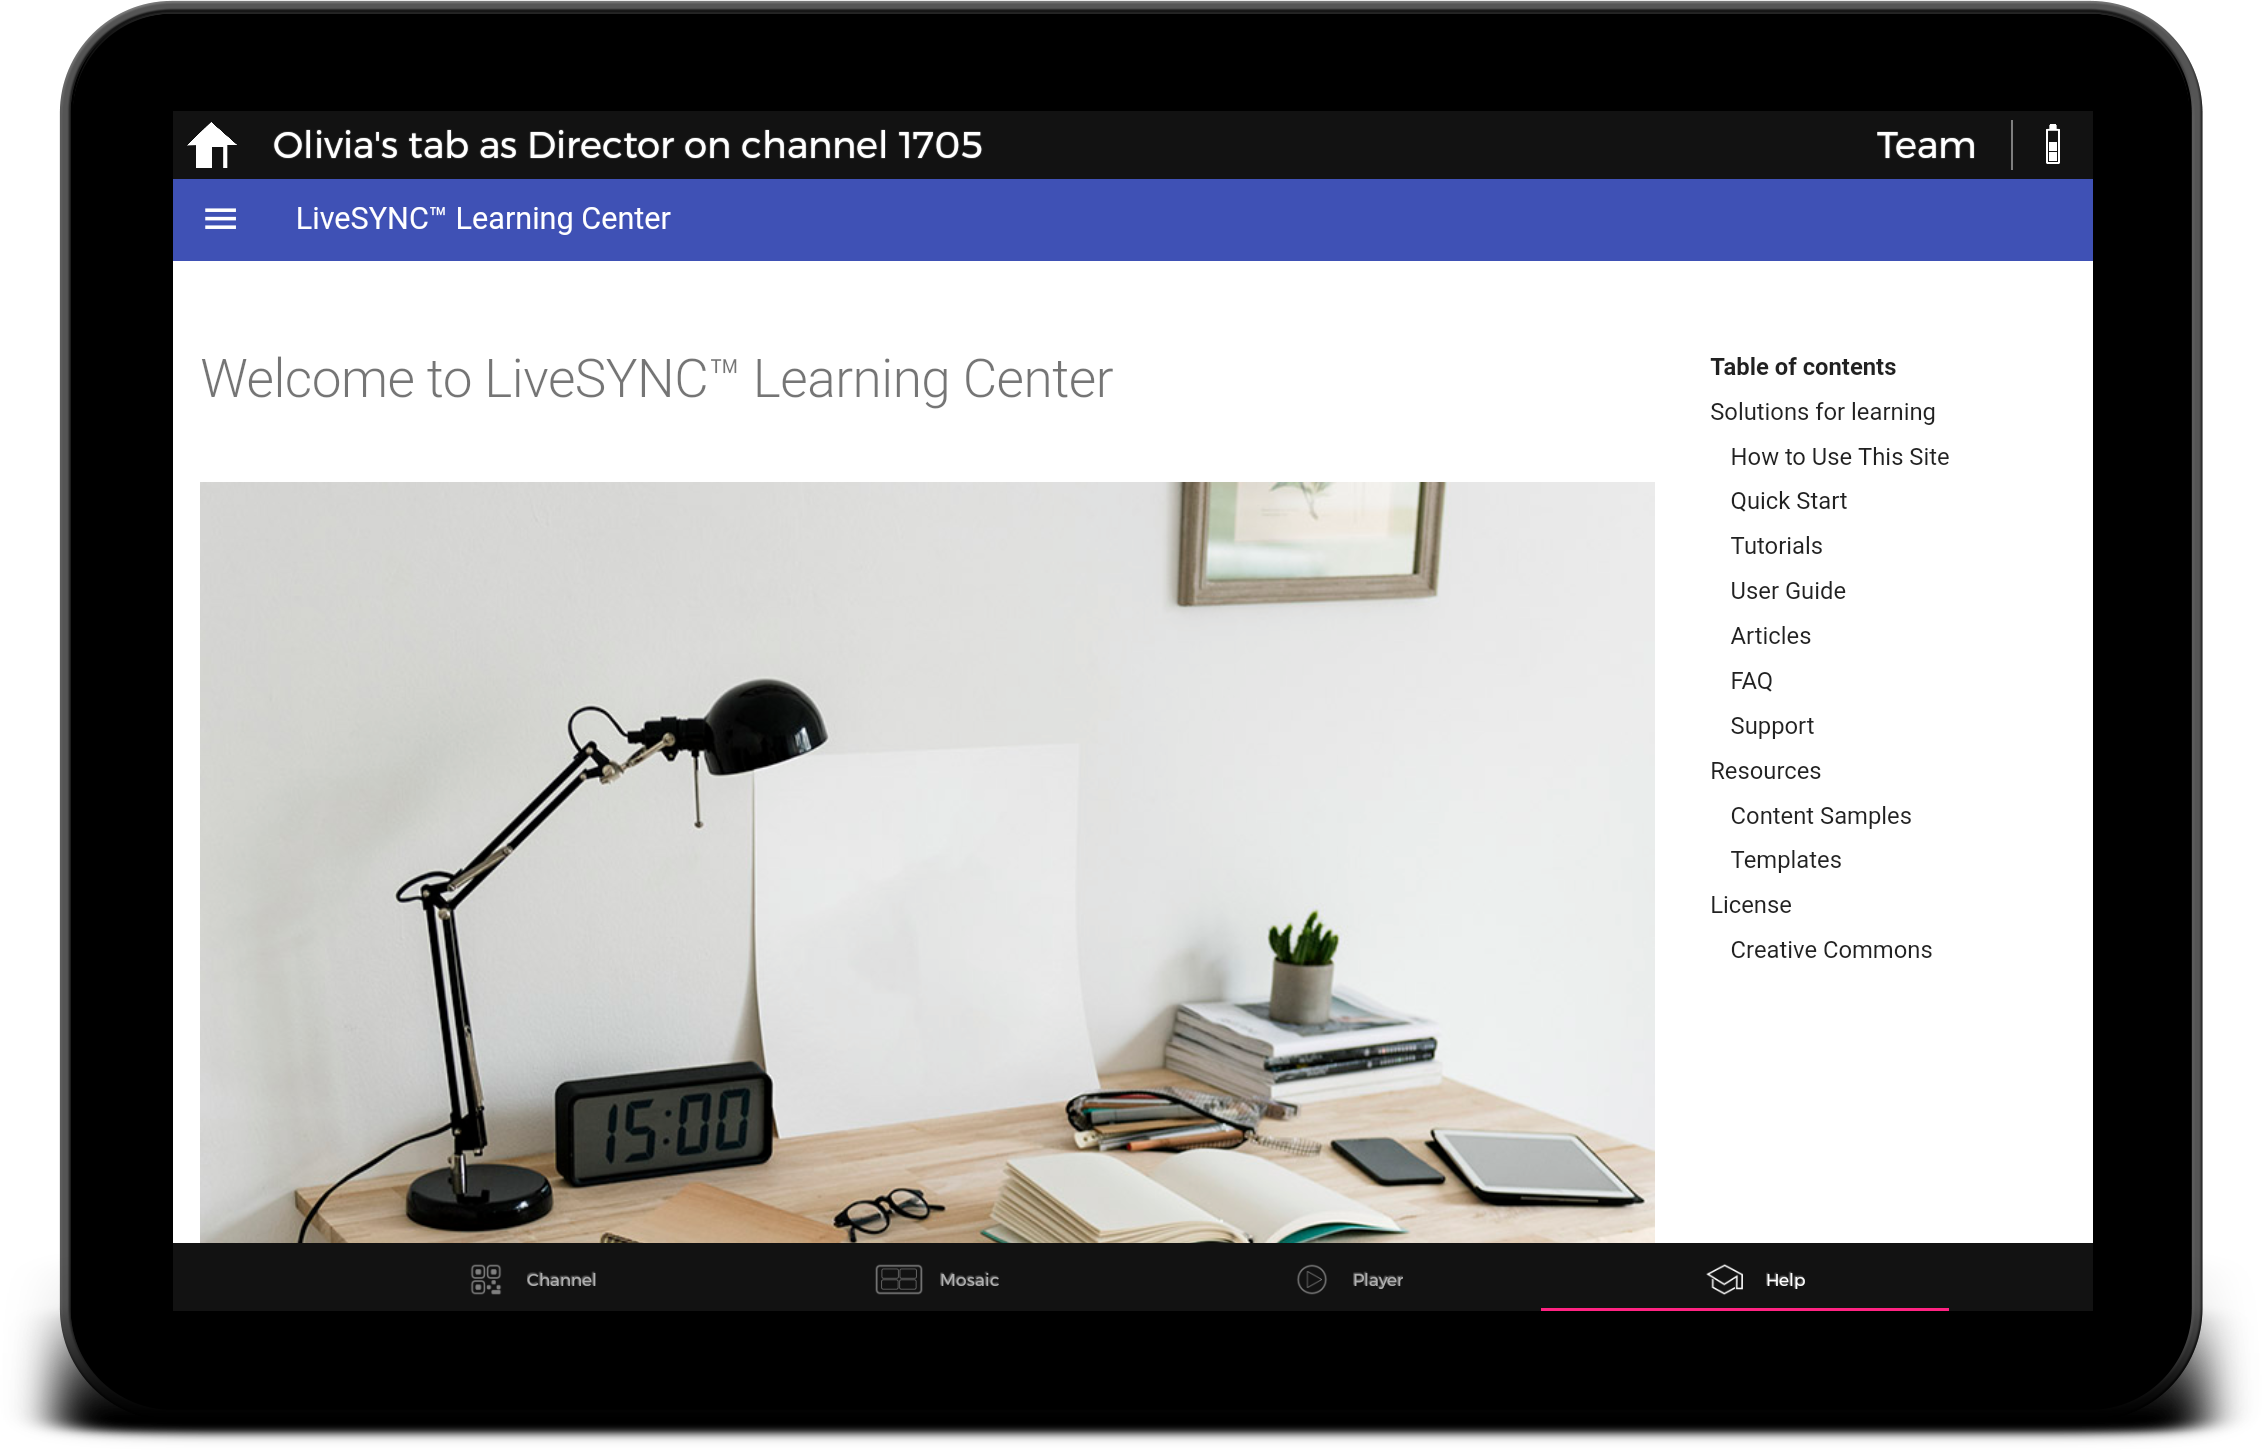 Olivia's tab as Director on channel 1705
Team
LiveSYNC™ Learning Center
Welcome to LiveSYNC™ Learning Center
Table of contents
Solutions for learning
How to Use This Site
Quick Start
Tutorials
User Guide
Articles
FAQ
Support
Resources
Content Samples
Templates
License
Creative Commons
15:00
Channel
Mosaic
Player
Help